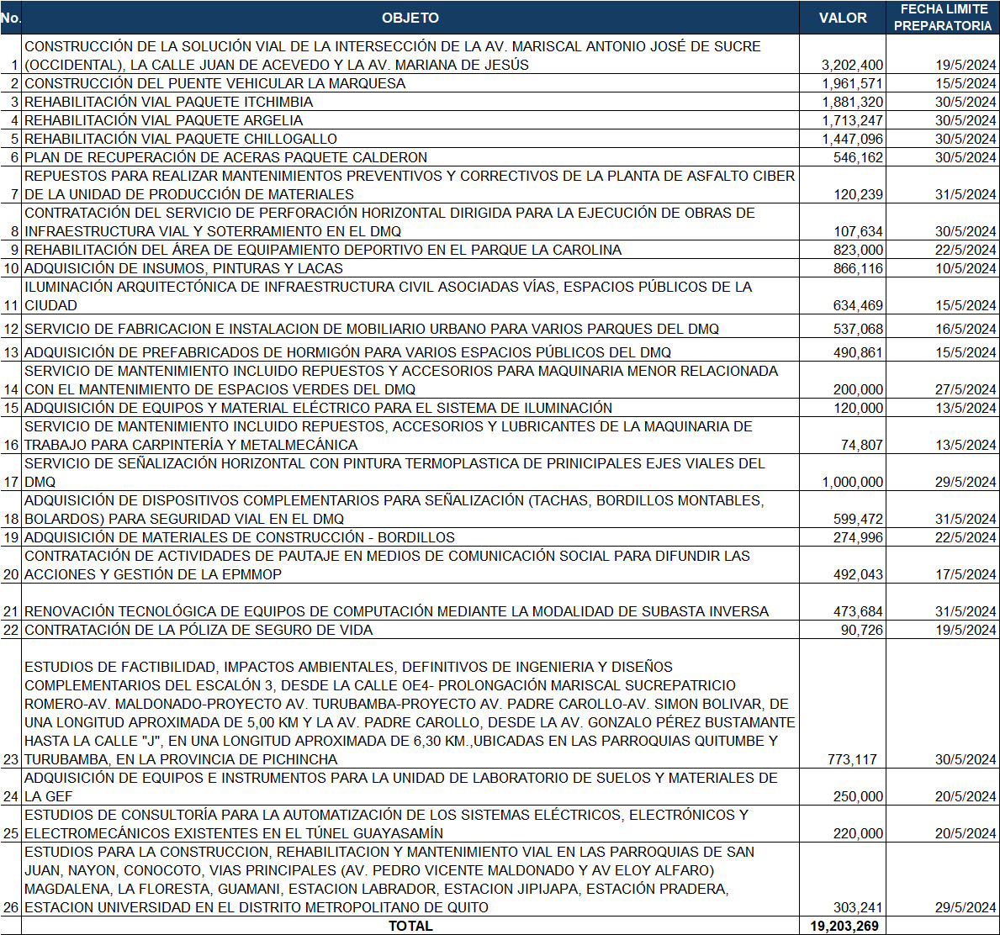 No. OBJETO VALOR FECHA LIMITE
PREPARATORIA
CONSTRUCCIÓN DE LA SOLUCIÓN VIAL DE LA INTERSECCIÓN DE LA AV. MARISCAL ANTONIO JOSÉ DE SUCRE
1 (OCCIDENTAL), LA CALLE JUAN DE ACEVEDO Y LA AV. MARIANA DE JESÚS 3,202,400 19/5/2024
2 CONSTRUCCIÓN DEL PUENTE VEHICULAR LA MARQUESA 1,961,571 15/5/2024
3 REHABILITACIÓN VIAL PAQUETE ITCHIMBIA 1,881,320 30/5/2024
4 REHABILITACIÓN VIAL PAQUETE ARGELIA 1,713,247 30/5/2024
5 REHABILITACIÓN VIAL PAQUETE CHILLOGALLO 1,447,096 30/5/2024
6 PLAN DE RECUPERACIÓN DE ACERAS PAQUETE CALDERON 546,162 30/5/2024
REPUESTOS PARA REALIZAR MANTENIMIENTOS PREVENTIVOS Y CORRECTIVOS DE LA PLANTA DE ASFALTO CIBER
7 DE LA UNIDAD DE PRODUCCIÓN DE MATERIALES 120,239 31/5/2024
CONTRATACIÓN DEL SERVICIO DE PERFORACIÓN HORIZONTAL DIRIGIDA PARA LA EJECUCIÓN DE OBRAS DE
8 INFRAESTRUCTURA VIAL Y SOTERRAMIENTO EN EL DMQ 107,634 30/5/2024
9 REHABILITACIÓN DEL ÁREA DE EQUIPAMIENTO DEPORTIVO EN EL PARQUE LA CAROLINA 823,000 22/5/2024
10 ADQUISICIÓN DE INSUMOS, PINTURAS Y LACAS 866,116 10/5/2024
ILUMINACIÓN ARQUITECTÓNICA DE INFRAESTRUCTURA CIVIL ASOCIADAS VÍAS, ESPACIOS PÚBLICOS DE LA
11 CIUDAD 634,469 15/5/2024
12 SERVICIO DE FABRICACION E INSTALACION DE MOBILIARIO URBANO PARA VARIOS PARQUES DEL DMQ 537,068 16/5/2024
13 ADQUISICIÓN DE PREFABRICADOS DE HORMIGÓN PARA VARIOS ESPACIOS PÚBLICOS DEL DMQ 490,861 15/5/2024
SERVICIO DE MANTENIMIENTO INCLUIDO REPUESTOS Y ACCESORIOS PARA MAQUINARIA MENOR RELACIONADA
14 CON EL MANTENIMIENTO DE ESPACIOS VERDES DEL DMQ 200,000 27/5/2024
15 ADQUISICIÓN DE EQUIPOS Y MATERIAL ELÉCTRICO PARA EL SISTEMA DE ILUMINACIÓN 120,000 13/5/2024
SERVICIO DE MANTENIMIENTO INCLUIDO REPUESTOS, ACCESORIOS Y LUBRICANTES DE LA MAQUINARIA DE
16 TRABAJO PARA CARPINTERÍA Y METALMECÁNICA 74,807 13/5/2024
SERVICIO DE SEÑALIZACIÓN HORIZONTAL CON PINTURA TERMOPLASTICA DE PRINICIPALES EJES VIALES DEL
17 DMQ 1,000,000 29/5/2024
ADQUISICIÓN DE DISPOSITIVOS COMPLEMENTARIOS PARA SEÑALIZACIÓN (TACHAS, BORDILLOS MONTABLES,
18 BOLARDOS) PARA SEGURIDAD VIAL EN EL DMQ 599,472 31/5/2024
19 ADQUISICIÓN DE MATERIALES DE CONSTRUCCIÓN - BORDILLOS 274,996 22/5/2024
CONTRATACIÓN DE ACTIVIDADES DE PAUTAJE EN MEDIOS DE COMUNICACIÓN SOCIAL PARA DIFUNDIR LAS
20 ACCIONES Y GESTIÓN DE LA EPMMOP 492,043 17/5/2024
21 RENOVACIÓN TECNOLÓGICA DE EQUIPOS DE COMPUTACIÓN MEDIANTE LA MODALIDAD DE SUBASTA INVERSA 473,684 31/5/2024
22 CONTRATACIÓN DE LA PÓLIZA DE SEGURO DE VIDA 90,726 19/5/2024
ESTUDIOS DE FACTIBILIDAD, IMPACTOS AMBIENTALES, DEFINITIVOS DE INGENIERIA Y DISEÑOS
COMPLEMENTARIOS DEL ESCALÓN 3, DESDE LA CALLE OE4- PROLONGACIÓN MARISCAL SUCREPATRICIO
ROMERO-AV. MALDONADO-PROYECTO AV. TURUBAMBA-PROYECTO AV. PADRE CAROLLO-AV. SIMON BOLIVAR, DE
UNA LONGITUD APROXIMADA DE 5,00 KM Y LA AV. PADRE CAROLLO, DESDE LA AV. GONZALO PÉREZ BUSTAMANTE
HASTA LA CALLE "J", EN UNA LONGITUD APROXIMADA DE 6,30 KM.,UBICADAS EN LAS PARROQUIAS QUITUMBE Y
23 TURUBAMBA, EN LA PROVINCIA DE PICHINCHA 773,117 30/5/2024
ADQUISICIÓN DE EQUIPOS E INSTRUMENTOS PARA LA UNIDAD DE LABORATORIO DE SUELOS Y MATERIALES DE
24 LA GEF 250,000 20/5/2024
ESTUDIOS DE CONSULTORÍA PARA LA AUTOMATIZACIÓN DE LOS SISTEMAS ELÉCTRICOS, ELECTRÓNICOS Y
25 ELECTROMECÁNICOS EXISTENTES EN EL TÚNEL GUAYASAMÍN 220,000 20/5/2024
ESTUDIOS PARA LA CONSTRUCCION, REHABILITACION Y MANTENIMIENTO VIAL EN LAS PARROQUIAS DE SAN
JUAN, NAYON, CONOCOTO, VIAS PRINCIPALES (AV. PEDRO VICENTE MALDONADO Y AV ELOY ALFARO)
MAGDALENA, LA FLORESTA, GUAMANI, ESTACION LABRADOR, ESTACION JIPIJAPA, ESTACIÓN PRADERA,
26 ESTACION UNIVERSIDAD EN EL DISTRITO METROPOLITANO DE QUITO 303,241 29/5/2024
TOTAL 19,203,269